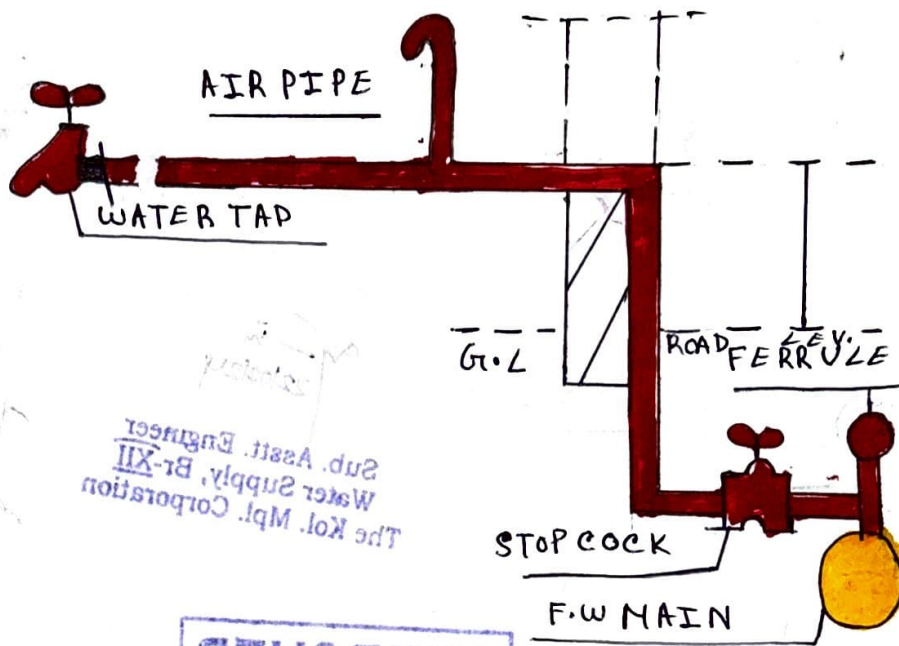 AIR PIPE
WATER TAP
G.L
ROAD LEV.
FERRULE
STOP COCK
F.W MAIN
Sub. Asstt. Engineer
Water Supply, Br-XII
The Kol. Mpl. Corporation